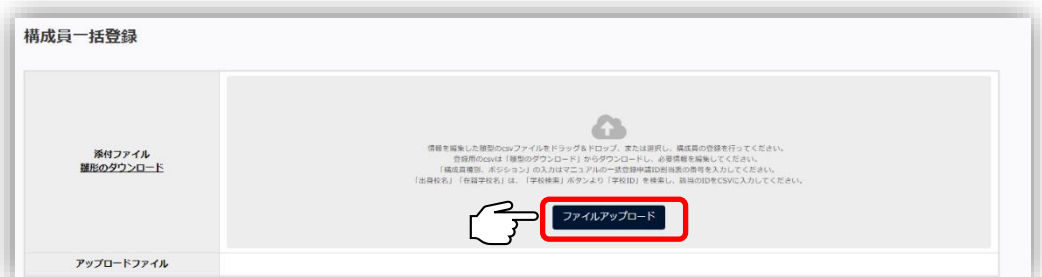 構成員一括登録
添付ファイル
雛形のダウンロード
情報を編集した雛型のcsvファイルをドラッグ＆ドロップ、または選択し、構成員の登録を行ってください。
登録用のcsvは「雛型のダウンロード」からダウンロードし、必要情報を編集してください。
「構成員種別、ポジション」の入力はマニュアルの一括登録申請ID割当表の番号を入力してください。
「出身校名」「在籍学校名」は、「学校検索」ボタンより「学校ID」を検索し、該当のIDをCSVに入力してください。
ファイルアップロード
アップロードファイル